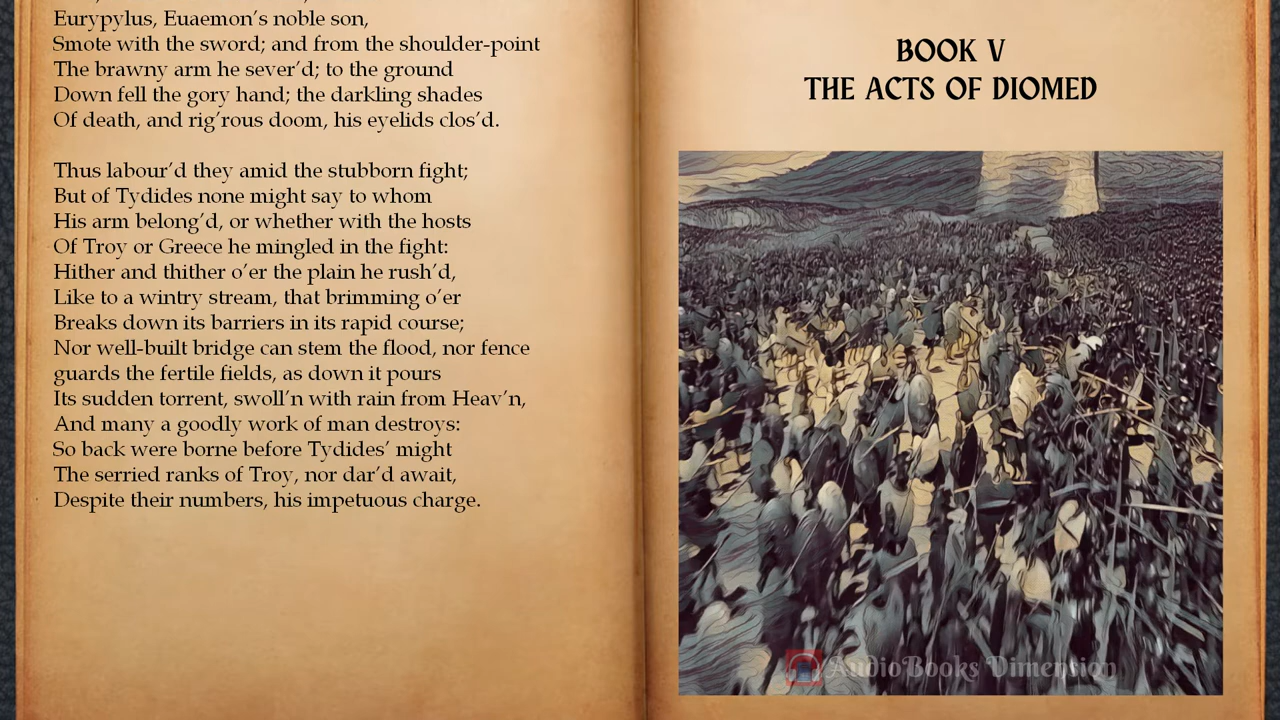 Eurypylus, Euaemon's noble son,
Smote with the sword; and from the shoulder-point
The brawny arm he sever'd; to the ground
Down fell the gory hand; the darkling shades
Of death, and rig'rous doom, his eyelids clos'd.
Thus labour'd they amid the stubborn fight;
But of Tydides none might say to whom
His arm belong'd, or whether with the hosts
Of Troy or Greece he mingled in the fight:
Hither and thither o'er the plain he rush'd,
Like to a wintry stream, that brimming o'er
Breaks down its barriers in its rapid course;
Nor well-built bridge can stem the flood, nor fence
guards the fertile fields, as down it pours
Its sudden torrent, swoll'n with rain from Heav'n,
And many a goodly work of man destroys:
So back were borne before Tydides' might
The serried ranks of Troy, nor dar'd await,
Despite their numbers, his impetuous charge.
BOOK V
THE ACTS OF DIOMED
AudioBooks Dimension